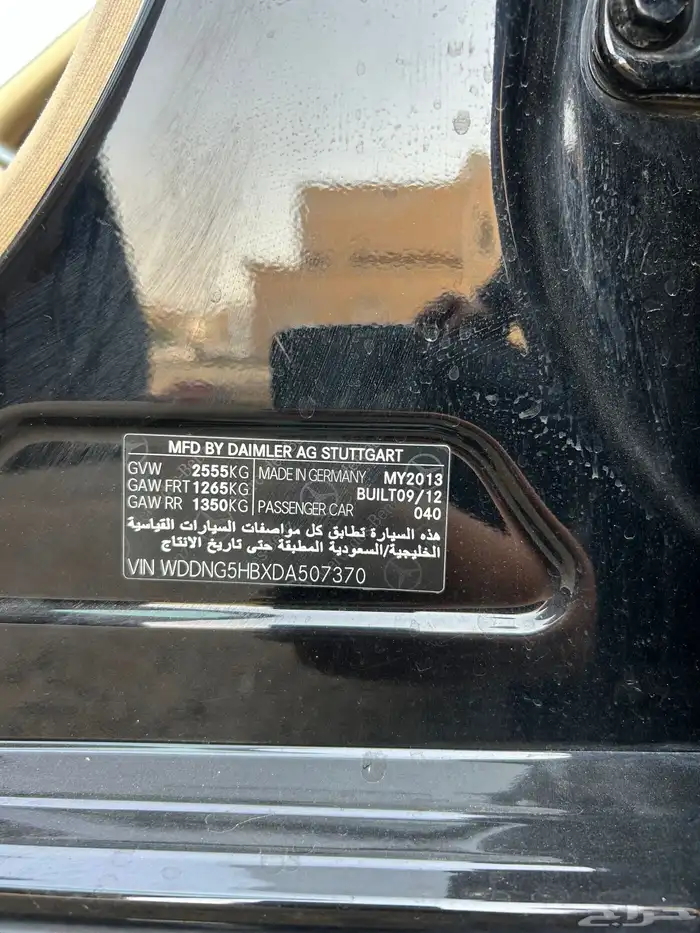 MFD BY DAIMLER AG STUTTGART
GVW 2555KG MADE IN GERMANY MY2013
GAW FRT 1265KG BUILT09/12
GAW RR 1350KG PASSENGER CAR 040
هذه السيارة تطابق كل مواصفات السيارات القياسية
الخليجية/السعودية المطبقة حتى تاريخ الانتاج
VIN WDDNG5HBXDA507370
حراج